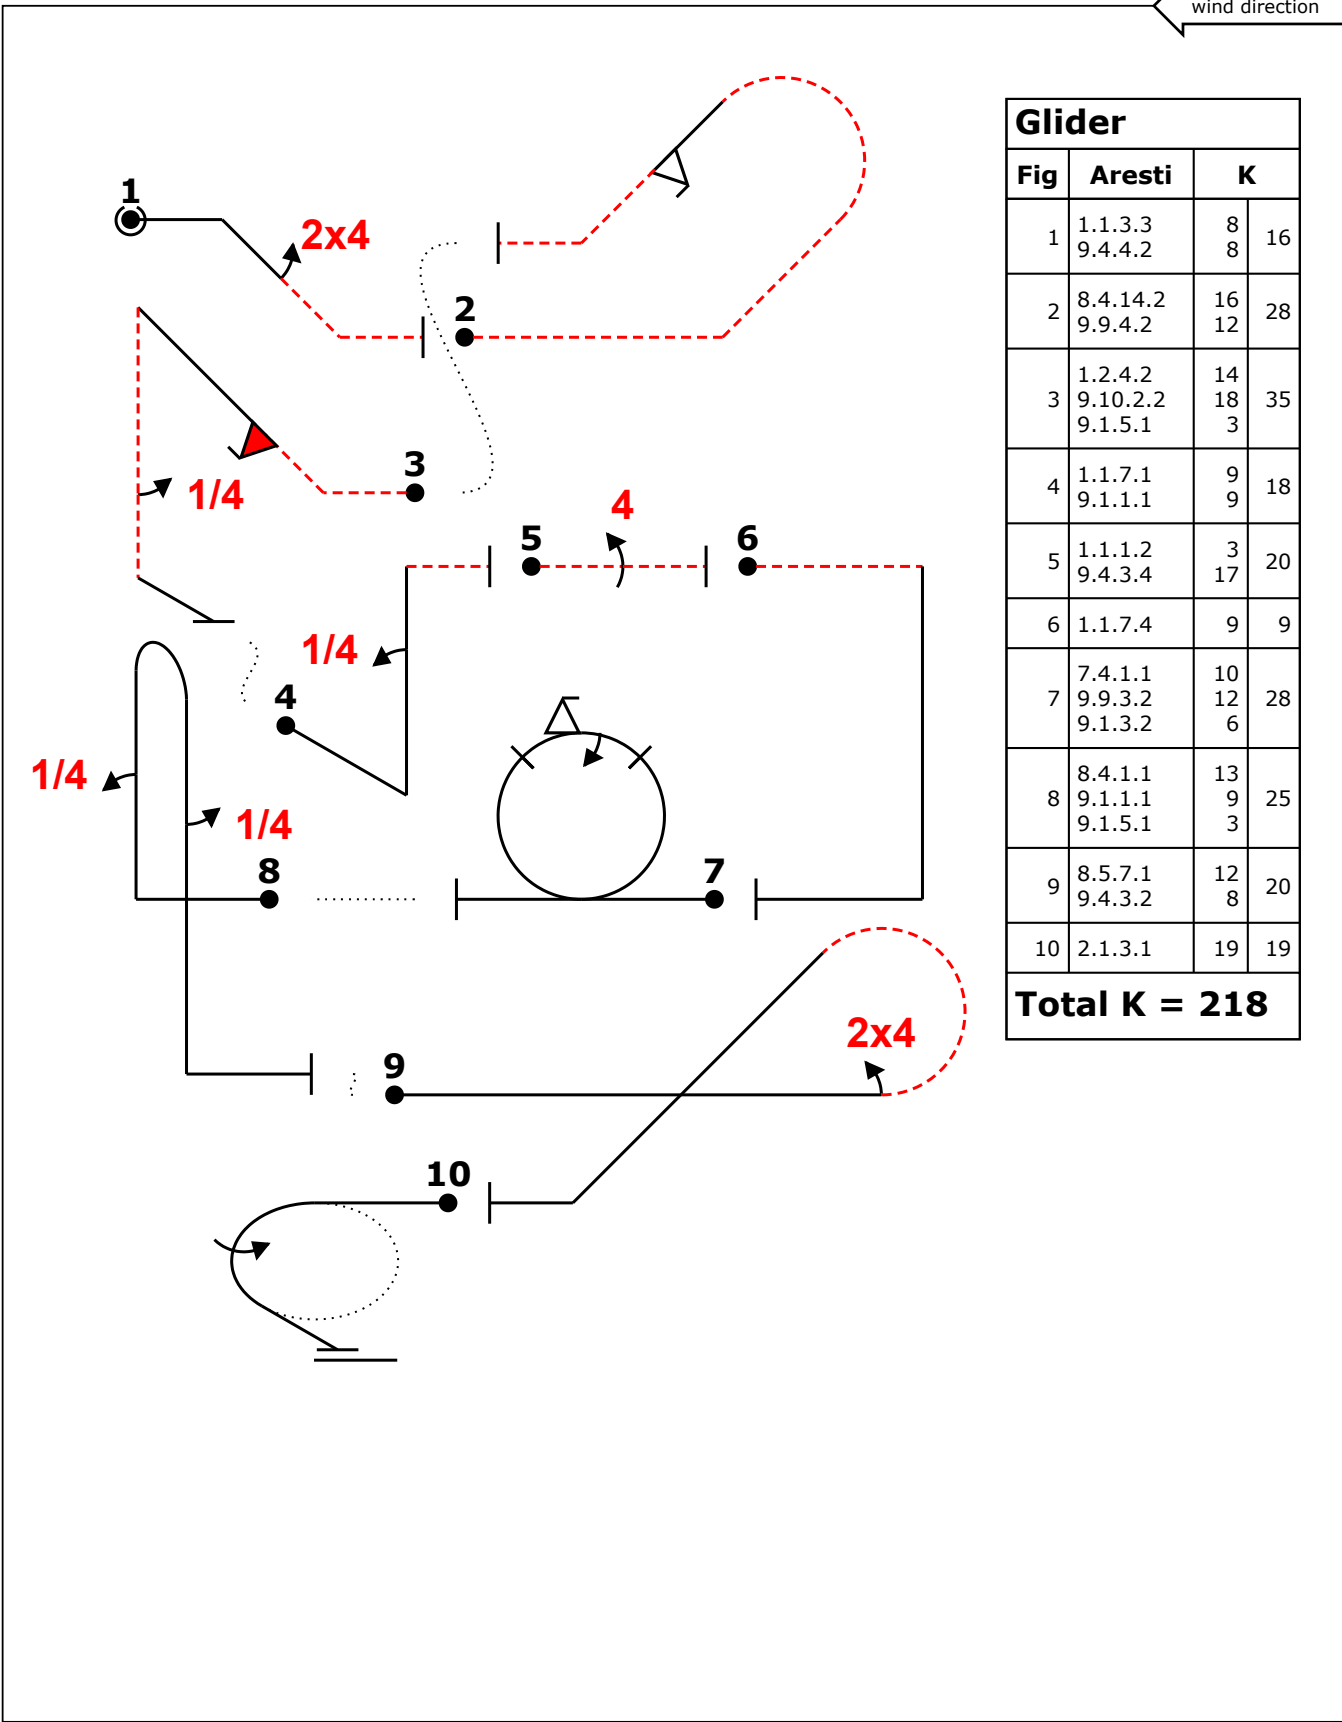 wind direction
1
2x4
2
3
1/4
4
5
6
1/4
4
1/4
1/4
8
7
9
2x4
10
Glider
Fig Aresti K
1 1.1.3.3 8 16
9.4.4.2 8
2 8.4.14.2 16 28
9.9.4.2 12
3 1.2.4.2 14 35
9.10.2.2 18
9.1.5.1 3
4 1.1.7.1 9 18
9.1.1.1 9
5 1.1.1.2 3 20
9.4.3.4 17
6 1.1.7.4 9 9
7 7.4.1.1 10 28
9.9.3.2 12
9.1.3.2 6
8 8.4.1.1 13 25
9.1.1.1 9
9.1.5.1 3
9 8.5.7.1 12 20
9.4.3.2 8
10 2.1.3.1 19 19
Total K = 218